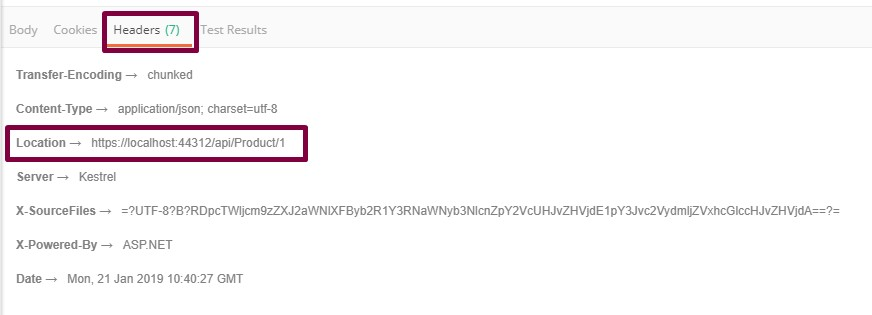 Body Cookies Headers (7) Test Results
Transfer-Encoding → chunked
Content-Type → application/json; charset=utf-8
Location → https://localhost:44312/api/Product/1
Server → Kestrel
X-SourceFiles → =?UTF-8?B?RDpcTWljcm9zZXJ2aWNlXFByb2R1Y3RNaWNyb3NlcnZpY2VcUHJvZHVjdE1pY3Jvc2VydmljZVxhcGlccHJvZHVjdA==?=
X-Powered-By → ASP.NET
Date → Mon, 21 Jan 2019 10:40:27 GMT